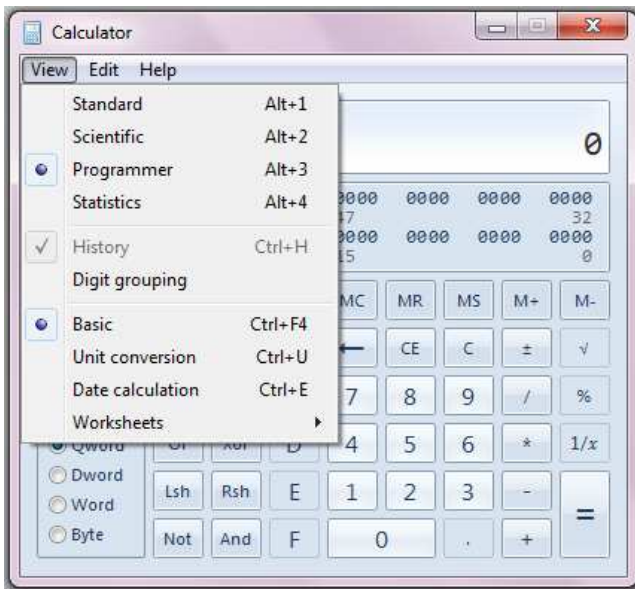 Calculator
View Edit Help
Standard Alt+1
Scientific Alt+2
Programmer Alt+3
Statistics Alt+4
History Ctrl+H
Digit grouping
Basic Ctrl+F4
Unit conversion Ctrl+U
Date calculation Ctrl+E
Worksheets
0
0000 0000 0000 0000
47 32
0000 0000 0000 0000
15 0
MC MR MS M+ M-
← CE C ± √
7 8 9 / %
Qword Or Xor D 4 5 6 * 1/x
Dword
Lsh Rsh E 1 2 3 - =
Word
Byte Not And F 0 . +